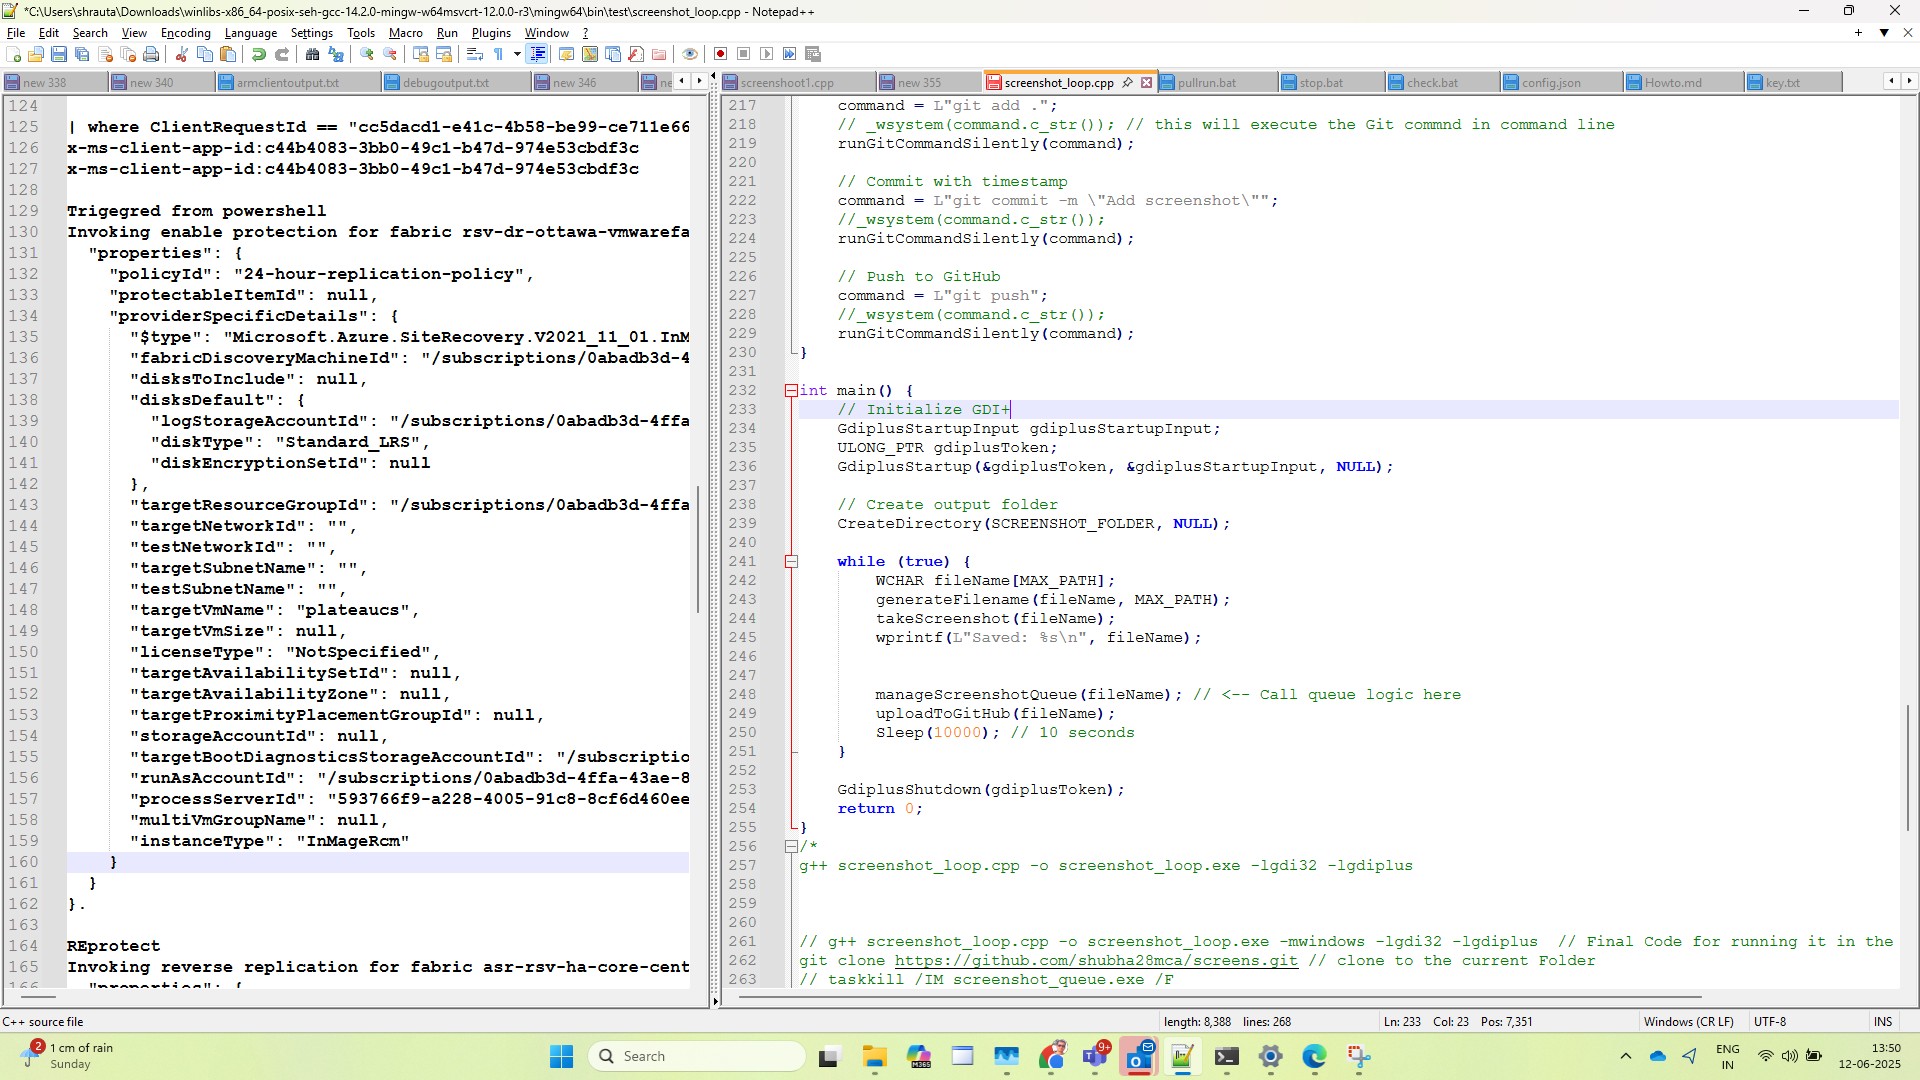 *C:\Users\shrauta\Downloads\winlibs-x86_64-posix-seh-gcc-14.2.0-mingw-w64msvcrt-12.0.0-r3\mingw64\bin\test\screenshot_loop.cpp - Notepad++
File Edit Search View Encoding Language Settings Tools Macro Run Plugins Window ?
new 338 new 340 armclientoutput.txt debugoutput.txt new 346 ne screenshoot1.cpp new 355 screenshot_loop.cpp pullrun.bat stop.bat check.bat config.json Howto.md key.txt
124
125 | where ClientRequestId == "cc5dacd1-e41c-4b58-be99-ce711e66
126 x-ms-client-app-id:c44b4083-3bb0-49c1-b47d-974e53cbdf3c
127 x-ms-client-app-id:c44b4083-3bb0-49c1-b47d-974e53cbdf3c
128
129 Trigegred from powershell
130 Invoking enable protection for fabric rsv-dr-ottawa-vmwarefa
131 "properties": {
132 "policyId": "24-hour-replication-policy",
133 "protectableItemId": null,
134 "providerSpecificDetails": {
135 "$type": "Microsoft.Azure.SiteRecovery.V2021_11_01.InM
136 "fabricDiscoveryMachineId": "/subscriptions/0abadb3d-4
137 "disksToInclude": null,
138 "disksDefault": {
139 "logStorageAccountId": "/subscriptions/0abadb3d-4ffa
140 "diskType": "Standard_LRS",
141 "diskEncryptionSetId": null
142 },
143 "targetResourceGroupId": "/subscriptions/0abadb3d-4ffa
144 "targetNetworkId": "",
145 "testNetworkId": "",
146 "targetSubnetName": "",
147 "testSubnetName": "",
148 "targetVmName": "plateaucs",
149 "targetVmSize": null,
150 "licenseType": "NotSpecified",
151 "targetAvailabilitySetId": null,
152 "targetAvailabilityZone": null,
153 "targetProximityPlacementGroupId": null,
154 "storageAccountId": null,
155 "targetBootDiagnosticsStorageAccountId": "/subscriptio
156 "runAsAccountId": "/subscriptions/0abadb3d-4ffa-43ae-8
157 "processServerId": "593766f9-a228-4005-91c8-8cf6d460ee
158 "multiVmGroupName": null,
159 "instanceType": "InMageRcm"
160 }
161 }
162 }.
163
164 REprotect
165 Invoking reverse replication for fabric asr-rsv-ha-core-cent
166 "properties": {
217 command = L"git add .";
218 // _wsystem(command.c_str()); // this will execute the Git commnd in command line
219 runGitCommandSilently(command);
220
221 // Commit with timestamp
222 command = L"git commit -m \"Add screenshot\"";
223 //_wsystem(command.c_str());
224 runGitCommandSilently(command);
225
226 // Push to GitHub
227 command = L"git push";
228 //_wsystem(command.c_str());
229 runGitCommandSilently(command);
230 }
231
232 int main() {
233 // Initialize GDI+
234 GdiplusStartupInput gdiplusStartupInput;
235 ULONG_PTR gdiplusToken;
236 GdiplusStartup(&gdiplusToken, &gdiplusStartupInput, NULL);
237
238 // Create output folder
239 CreateDirectory(SCREENSHOT_FOLDER, NULL);
240
241 while (true) {
242 WCHAR fileName[MAX_PATH];
243 generateFilename(fileName, MAX_PATH);
244 takeScreenshot(fileName);
245 wprintf(L"Saved: %s\n", fileName);
246
247
248 manageScreenshotQueue(fileName); // <-- Call queue logic here
249 uploadToGitHub(fileName);
250 Sleep(10000); // 10 seconds
251 }
252
253 GdiplusShutdown(gdiplusToken);
254 return 0;
255 }
256 /*
257 g++ screenshot_loop.cpp -o screenshot_loop.exe -lgdi32 -lgdiplus
258
259
260
261 // g++ screenshot_loop.cpp -o screenshot_loop.exe -mwindows -lgdi32 -lgdiplus // Final Code for running it in the
262 git clone https://github.com/shubha28mca/screens.git // clone to the current Folder
263 // taskkill /IM screenshot_queue.exe /F
C++ source file length: 8,388 lines: 268 Ln: 233 Col: 23 Pos: 7,351 Windows (CR LF) UTF-8 INS
2 1 cm of rain
Sunday
Search
M365
9+
ENG
IN
13:50
12-06-2025